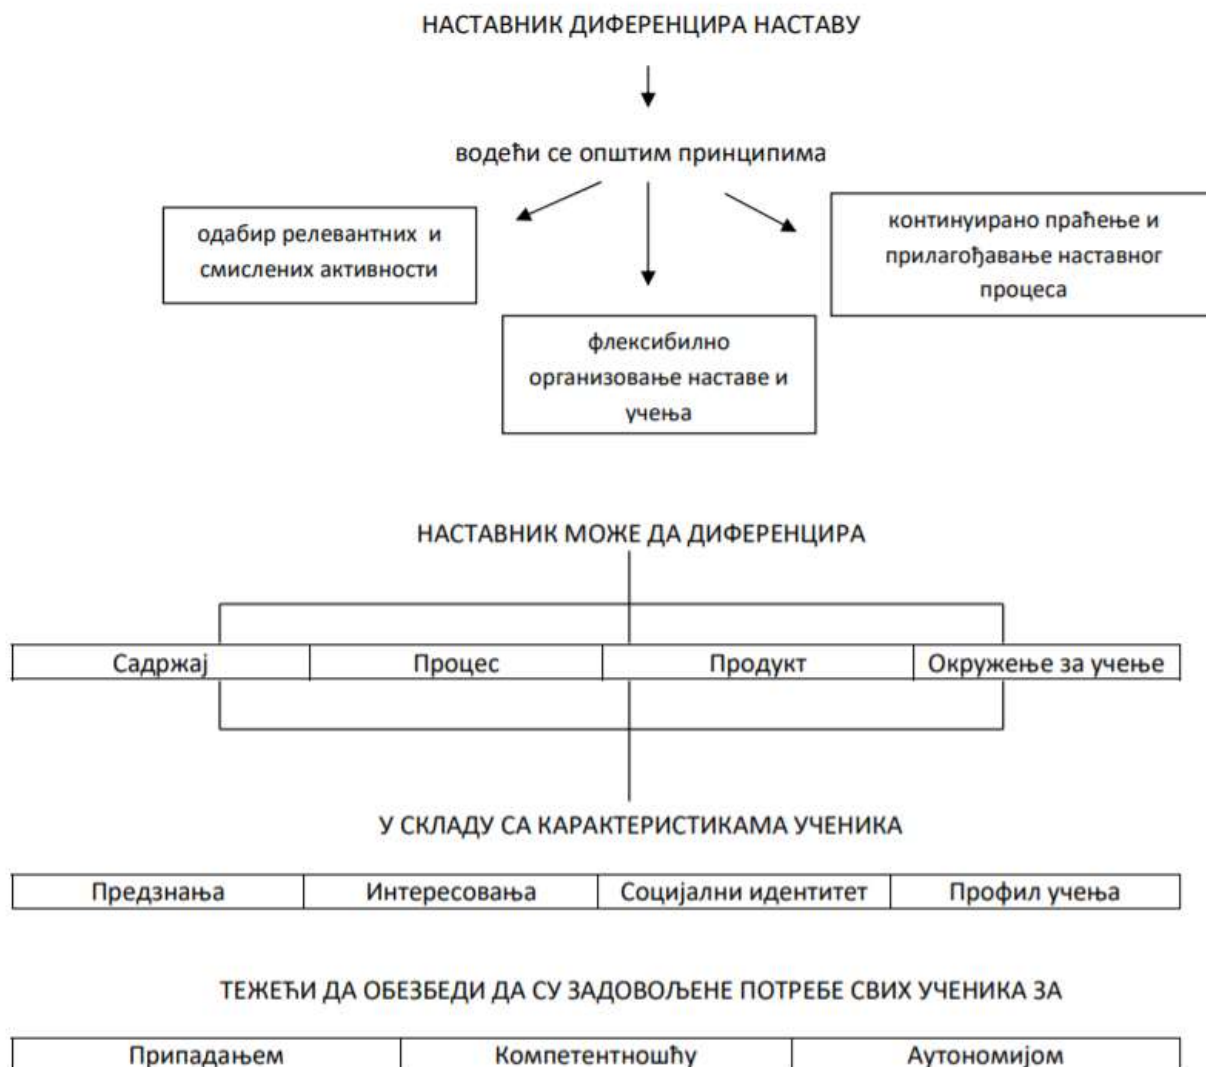 НАСТАВНИК ДИФЕРЕНЦИРА НАСТАВУ
водећи се општим принципима
одабир релевантних и
смислених активности
флексибилно
организовање наставе и
учења
континуирано праћење и
прилагођавање наставног
процеса
НАСТАВНИК МОЖЕ ДА ДИФЕРЕНЦИРА
Садржај Процес Продукт Окружење за учење
У СКЛАДУ СА КАРАКТЕРИСТИКАМА УЧЕНИКА
Предзнања Интересовања Социјални идентитет Профил учења
ТЕЖЕЋИ ДА ОБЕЗБЕДИ ДА СУ ЗАДОВОЉЕНЕ ПОТРЕБЕ СВИХ УЧЕНИКА ЗА
Припадањем Компетентношћу Аутономијом